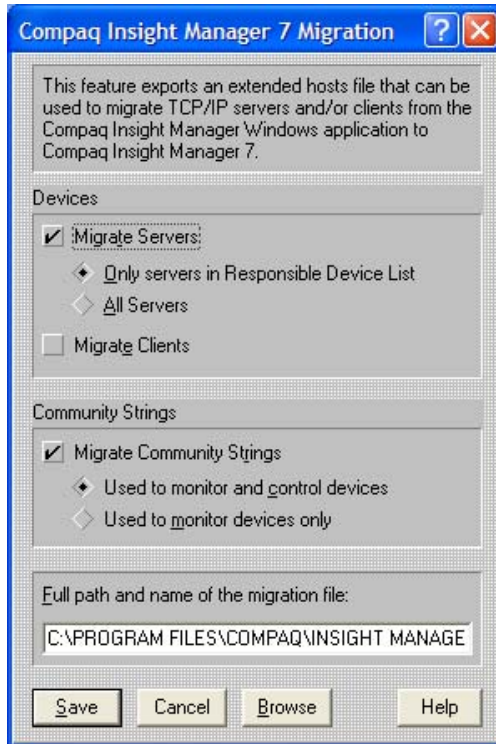 Compaq Insight Manager 7 Migration
This feature exports an extended hosts file that can be
used to migrate TCP/IP servers and/or clients from the
Compaq Insight Manager Windows application to
Compaq Insight Manager 7.
Devices
Migrate Servers
Only servers in Responsible Device List
All Servers
Migrate Clients
Community Strings
Migrate Community Strings
Used to monitor and control devices
Used to monitor devices only
Full path and name of the migration file:
C:\PROGRAM FILES\COMPAQ\INSIGHT MANAGE
Save
Cancel
Browse
Help